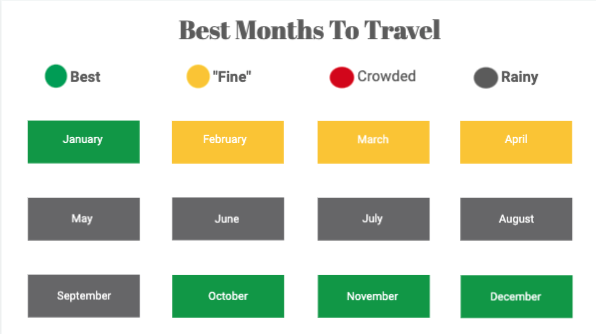 Best Months To Travel
Best "Fine" Crowded Rainy
January February March April
May June July August
September October November December